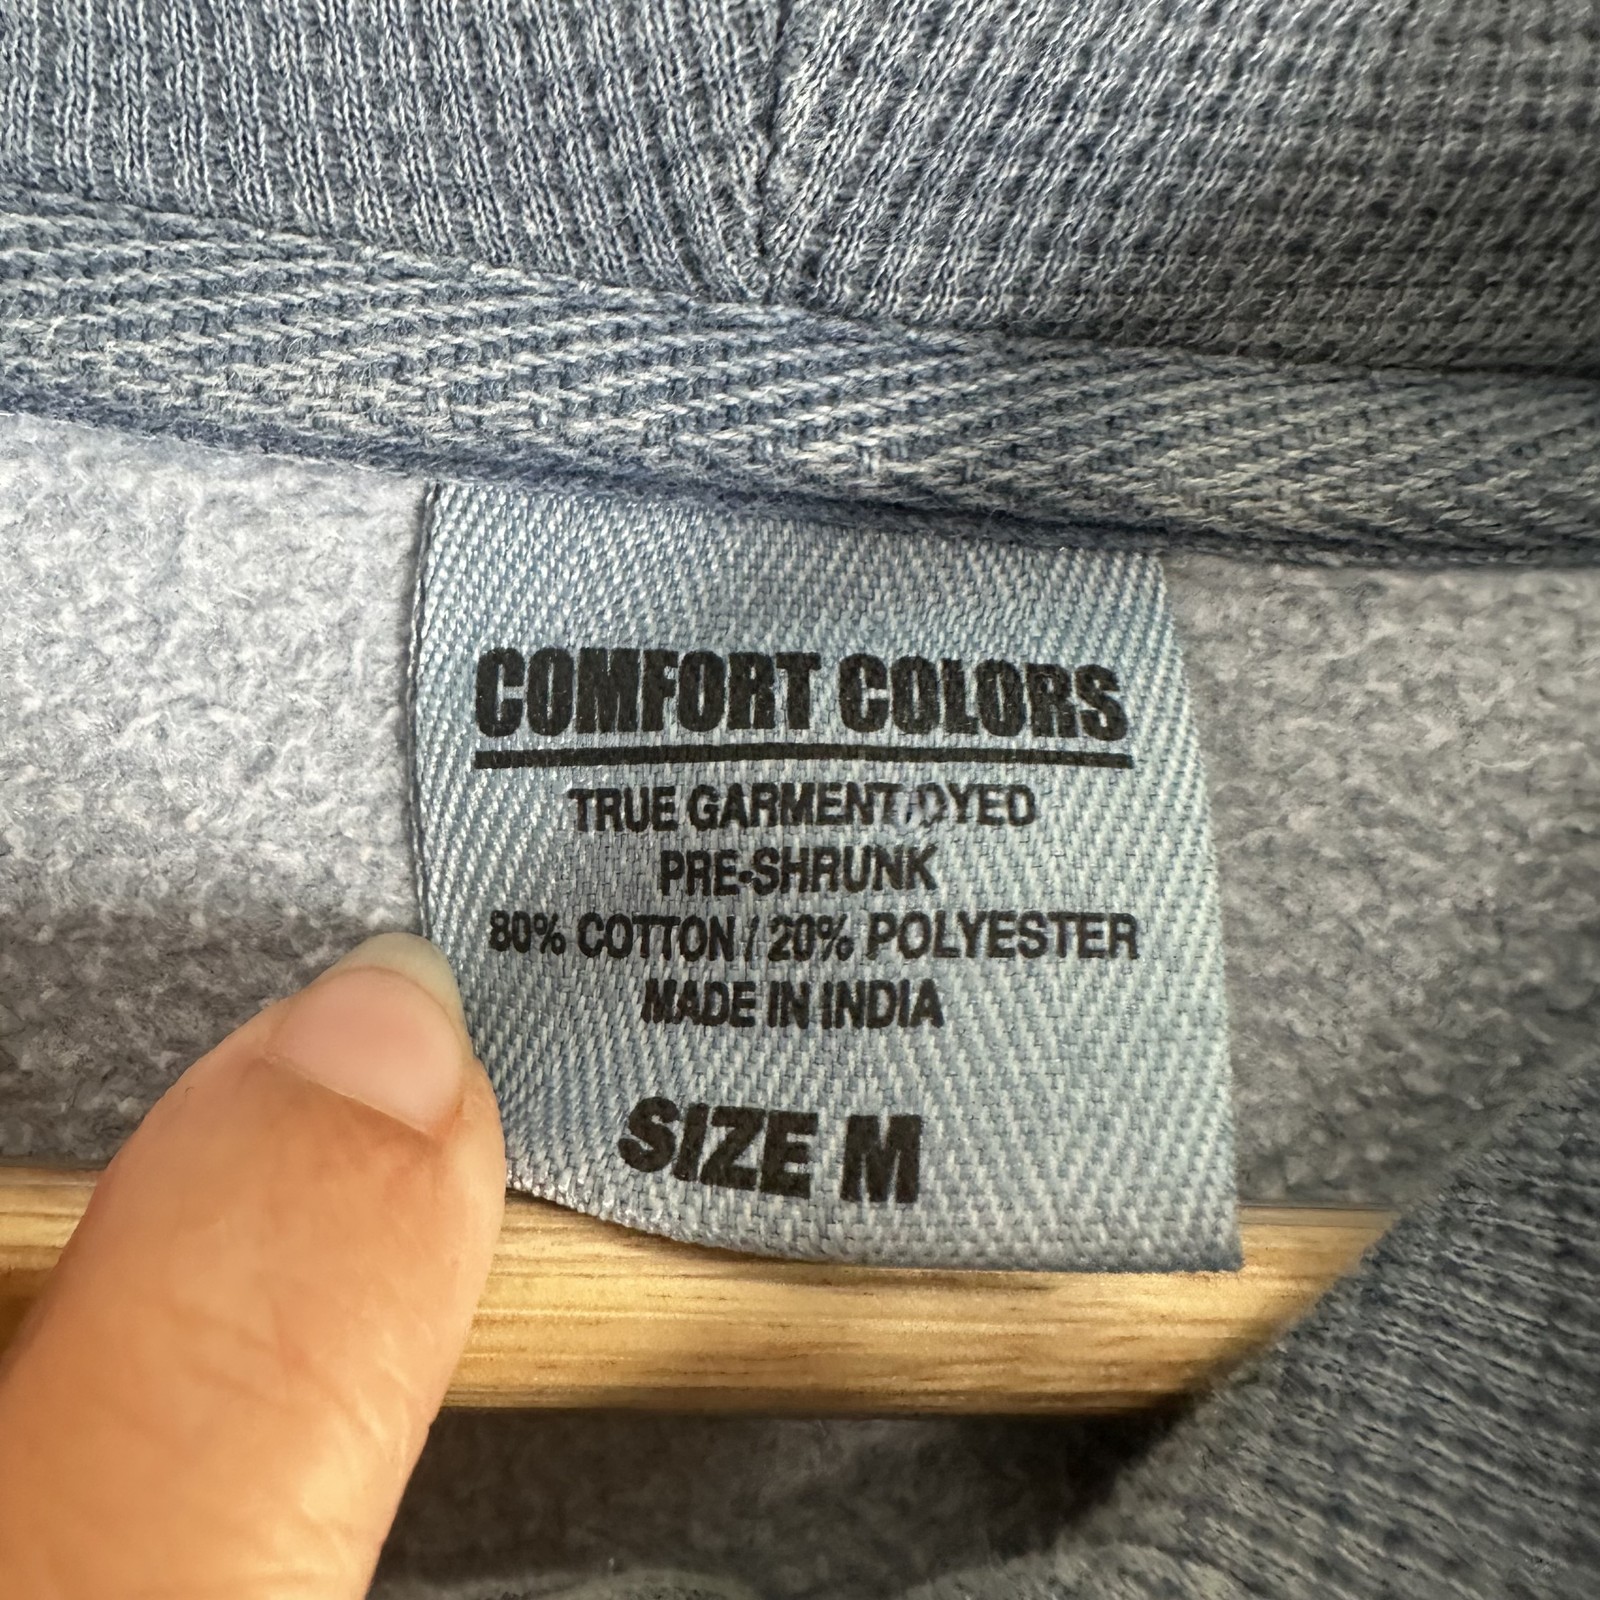 COMFORT COLORS
TRUE GARMENT DYED
PRE-SHRUNK
80% COTTON / 20% POLYESTER
MADE IN INDIA
SIZE M